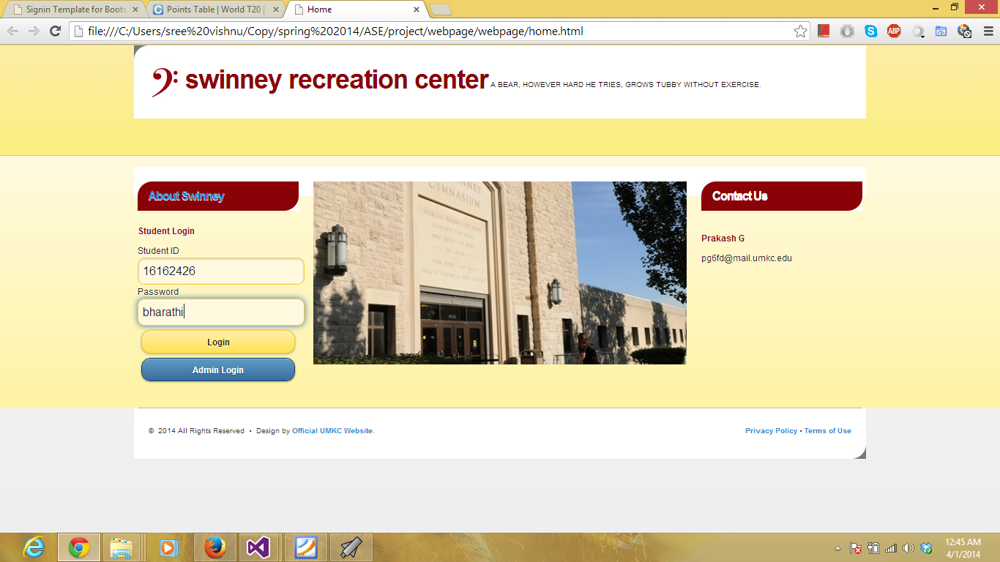 Signin Template for Boots
Points Table | World T20 |
Home
file:///C:/Users/sree%20vishnu/Copy/spring%202014/ASE/project/webpage/webpage/home.html
ABP
swinney recreation center A BEAR, HOWEVER HARD HE TRIES, GROWS TUBBY WITHOUT EXERCISE.
About Swinney
Student Login
Student ID
16162426
Password
bharathi
Login
Admin Login
GYMNASIUM
Contact Us
Prakash G
pg6fd@mail.umkc.edu
© 2014 All Rights Reserved • Design by Official UMKC Website.
Privacy Policy • Terms of Use
12:45 AM
4/1/2014